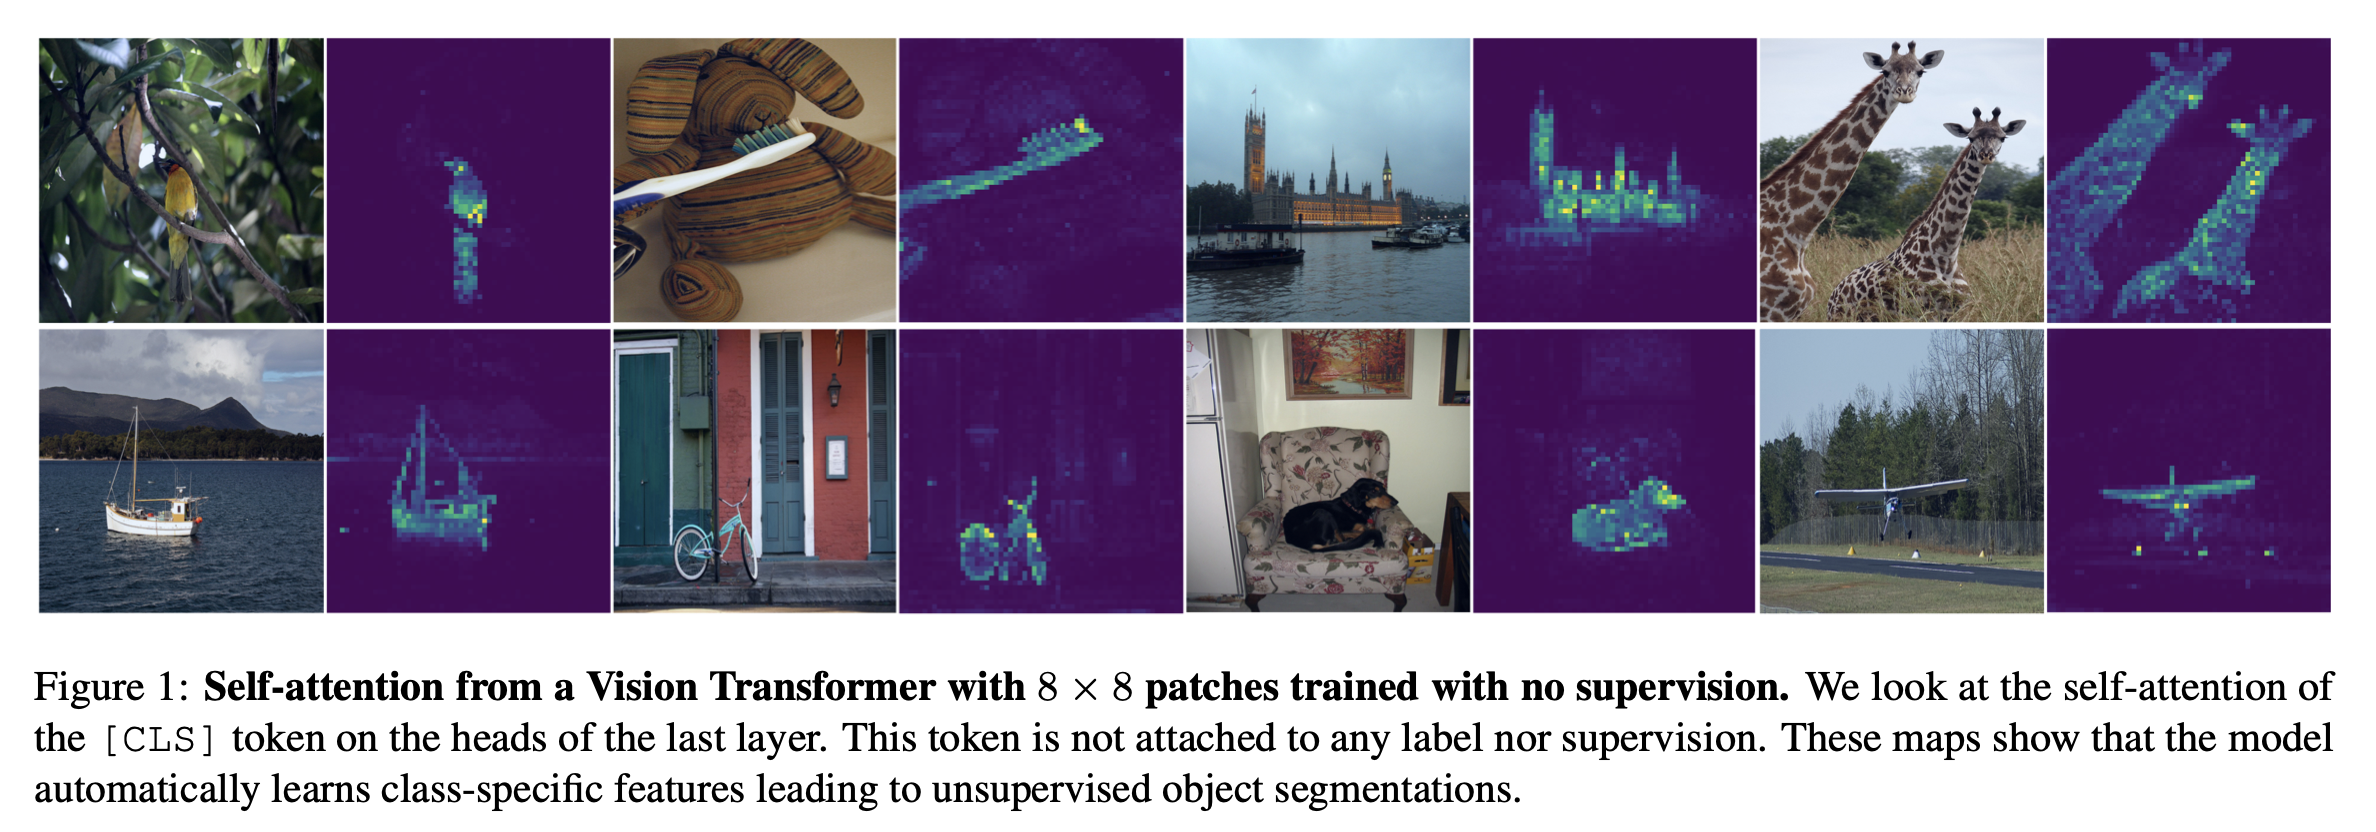 Figure 1: Self-attention from a Vision Transformer with 8 × 8 patches trained with no supervision. We look at the self-attention of
the [CLS] token on the heads of the last layer. This token is not attached to any label nor supervision. These maps show that the model
automatically learns class-specific features leading to unsupervised object segmentations.